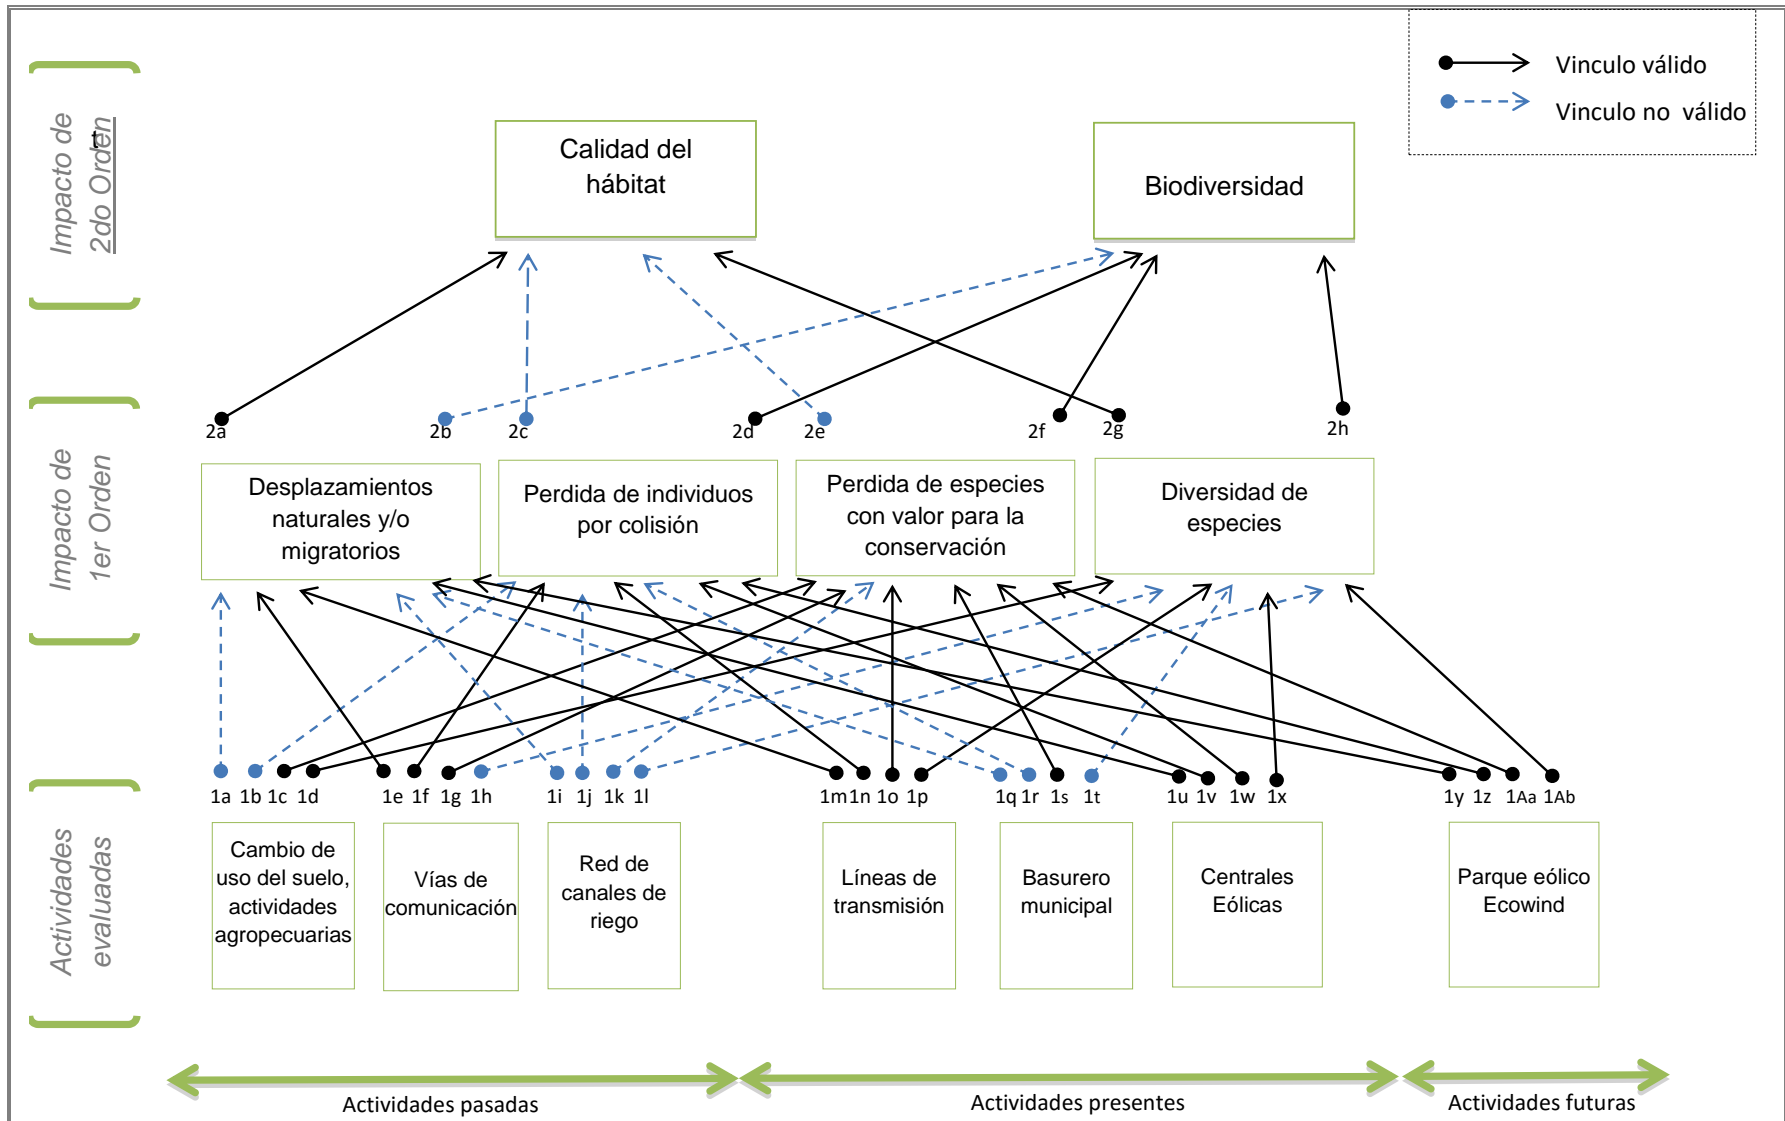 Vinculo válido
Vinculo no válido
Impacto de
2do Orden
t
Calidad del
hábitat
Biodiversidad
2a
2b
2c
2d
2e
2f
2g
2h
Impacto de
1er Orden
Desplazamientos
naturales y/o
migratorios
Perdida de individuos
por colisión
Perdida de especies
con valor para la
conservación
Diversidad de
especies
1a
1b
1c
1d
1e
1f
1g
1h
1i
1j
1k
1l
1m
1n
1o
1p
1q
1r
1s
1t
1u
1v
1w
1x
1y
1z
1Aa
1Ab
Actividades
evaluadas
Cambio de
uso del suelo,
actividades
agropecuarias
Vías de
comunicación
Red de
canales de
riego
Líneas de
transmisión
Basurero
municipal
Centrales
Eólicas
Parque eólico
Ecowind
Actividades pasadas
Actividades presentes
Actividades futuras